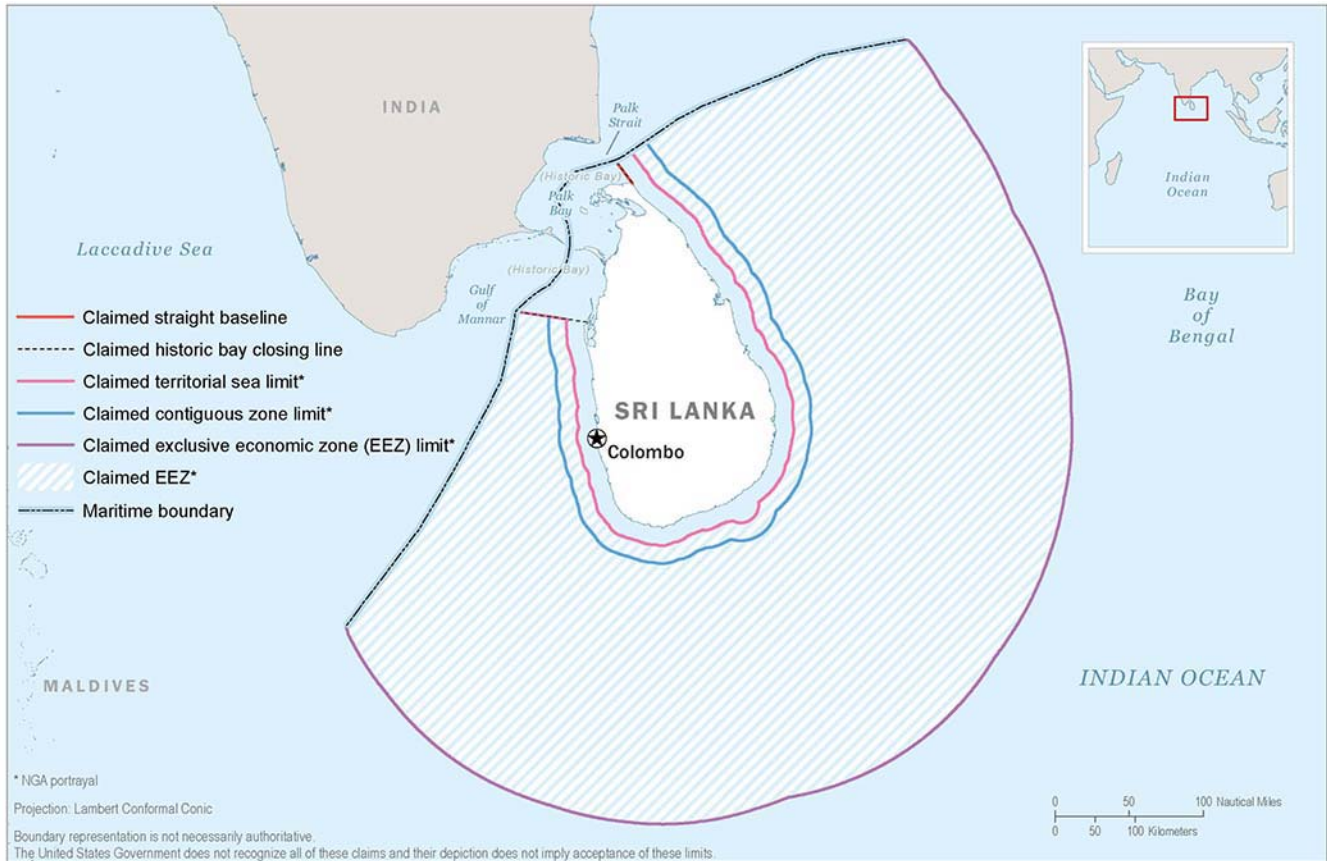 INDIA
Palk
Strait
(Historic Bay)
Palk
Bay
Laccadive Sea
(Historic Bay)
Gulf
of
Mannar
Indian
Ocean
Bay
of
Bengal
Claimed straight baseline
Claimed historic bay closing line
Claimed territorial sea limit*
Claimed contiguous zone limit*
Claimed exclusive economic zone (EEZ) limit*
Claimed EEZ*
Maritime boundary
SRI LANKA
Colombo
MALDIVES
INDIAN OCEAN
* NGA portrayal
Projection: Lambert Conformal Conic
Boundary representation is not necessarily authoritative.
The United States Government does not recognize all of these claims and their depiction does not imply acceptance of these limits.
0 50 100 Nautical Miles
0 50 100 Kilometers